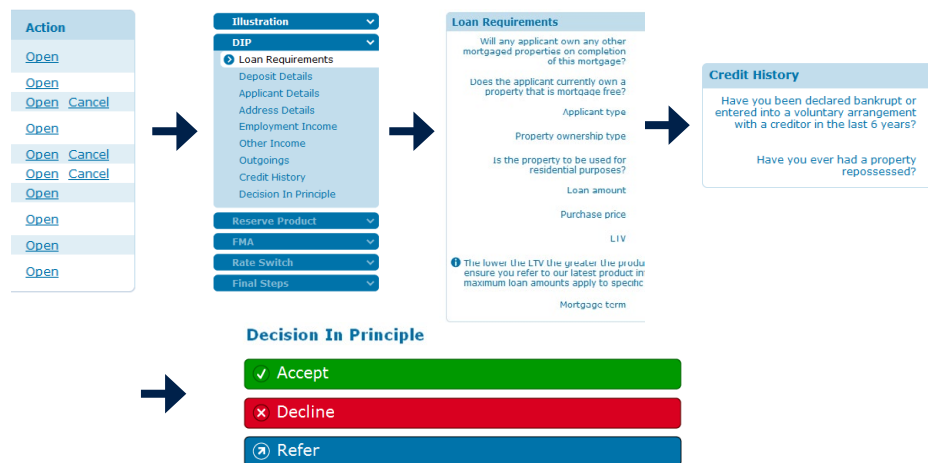 Action
Open
Open
Open Cancel
Open
Open Cancel
Open Cancel
Open
Open
Open
Open
Illustration
DIP
Loan Requirements
Deposit Details
Applicant Details
Address Details
Employment Income
Other Income
Outgoings
Credit History
Decision In Principle
Reserve Product
FMA
Rate Switch
Final Steps
Loan Requirements
Will any applicant own any other
mortgaged properties on completion
of this mortgage?
Does the applicant currently own a
property that is mortgage free?
Applicant type
Property ownership type
Is the property to be used for
residential purposes?
Loan amount
Purchase price
LTV
The lower the LTV the greater the produ
ensure you refer to our latest product in
maximum loan amounts apply to specific
Mortgage term
Credit History
Have you been declared bankrupt or
entered into a voluntary arrangement
with a creditor in the last 6 years?
Have you ever had a property
repossessed?
Decision In Principle
Accept
Decline
Refer